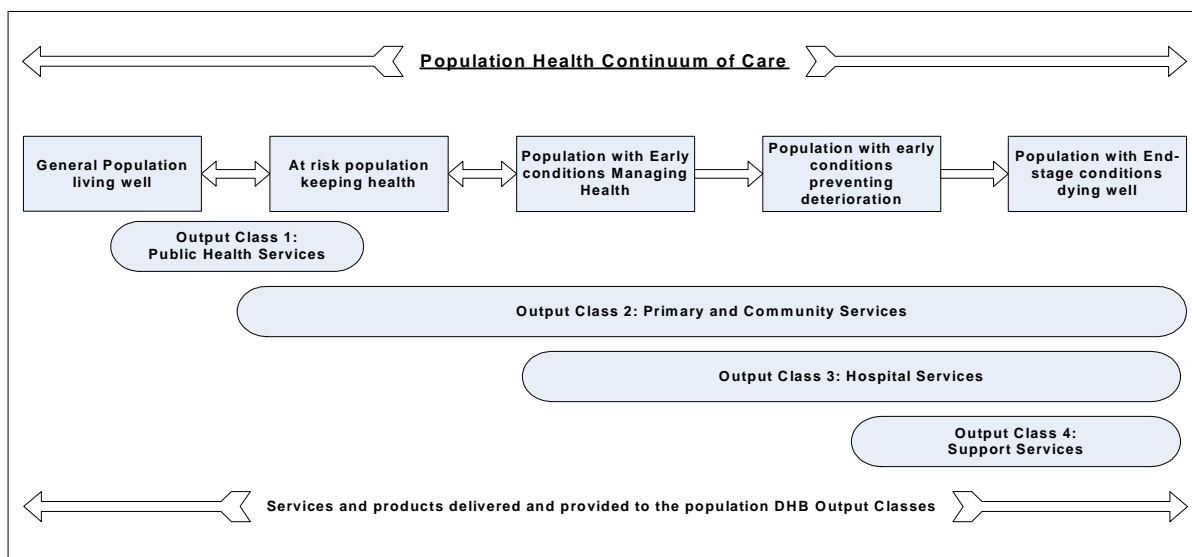 Population Health Continuum of Care
General Population
living well
At risk population
keeping health
Population with Early
conditions Managing
Health
Population with early
conditions
preventing
deterioration
Population with End-
stage conditions
dying well
Output Class 1:
Public Health Services
Output Class 2: Primary and Community Services
Output Class 3: Hospital Services
Output Class 4:
Support Services
Services and products delivered and provided to the population DHB Output Classes